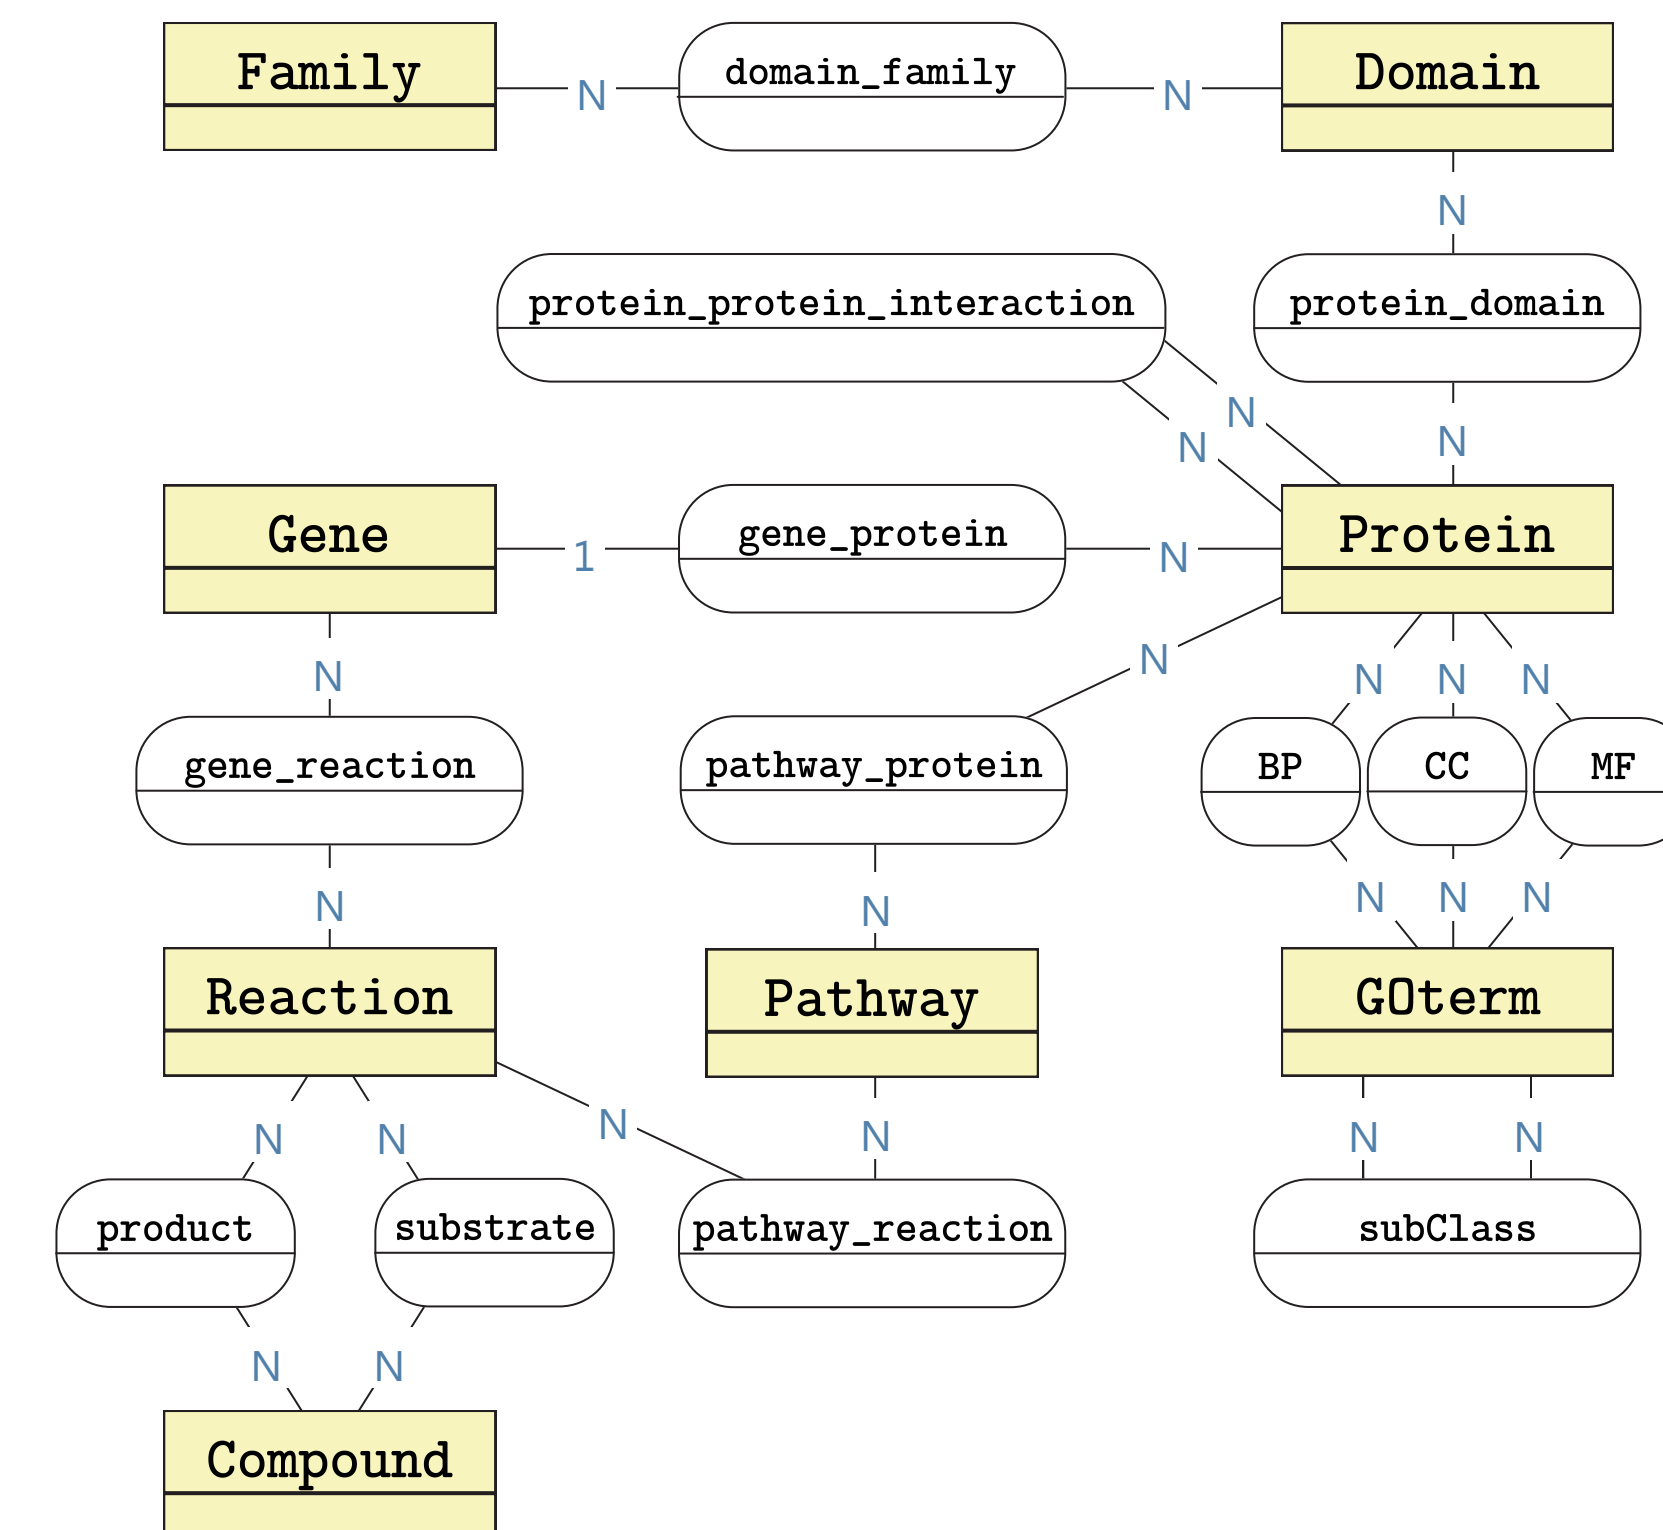 Family
N
domain_family
N
Domain
N
protein_protein_interaction
protein_domain
N
N
N
Gene
1
gene_protein
N
Protein
N
N
N
N
N
gene_reaction
pathway_protein
BP
CC
MF
N
N
N
N
N
Reaction
Pathway
GOterm
N
N
N
N
N
N
product
substrate
pathway_reaction
subClass
N
N
Compound